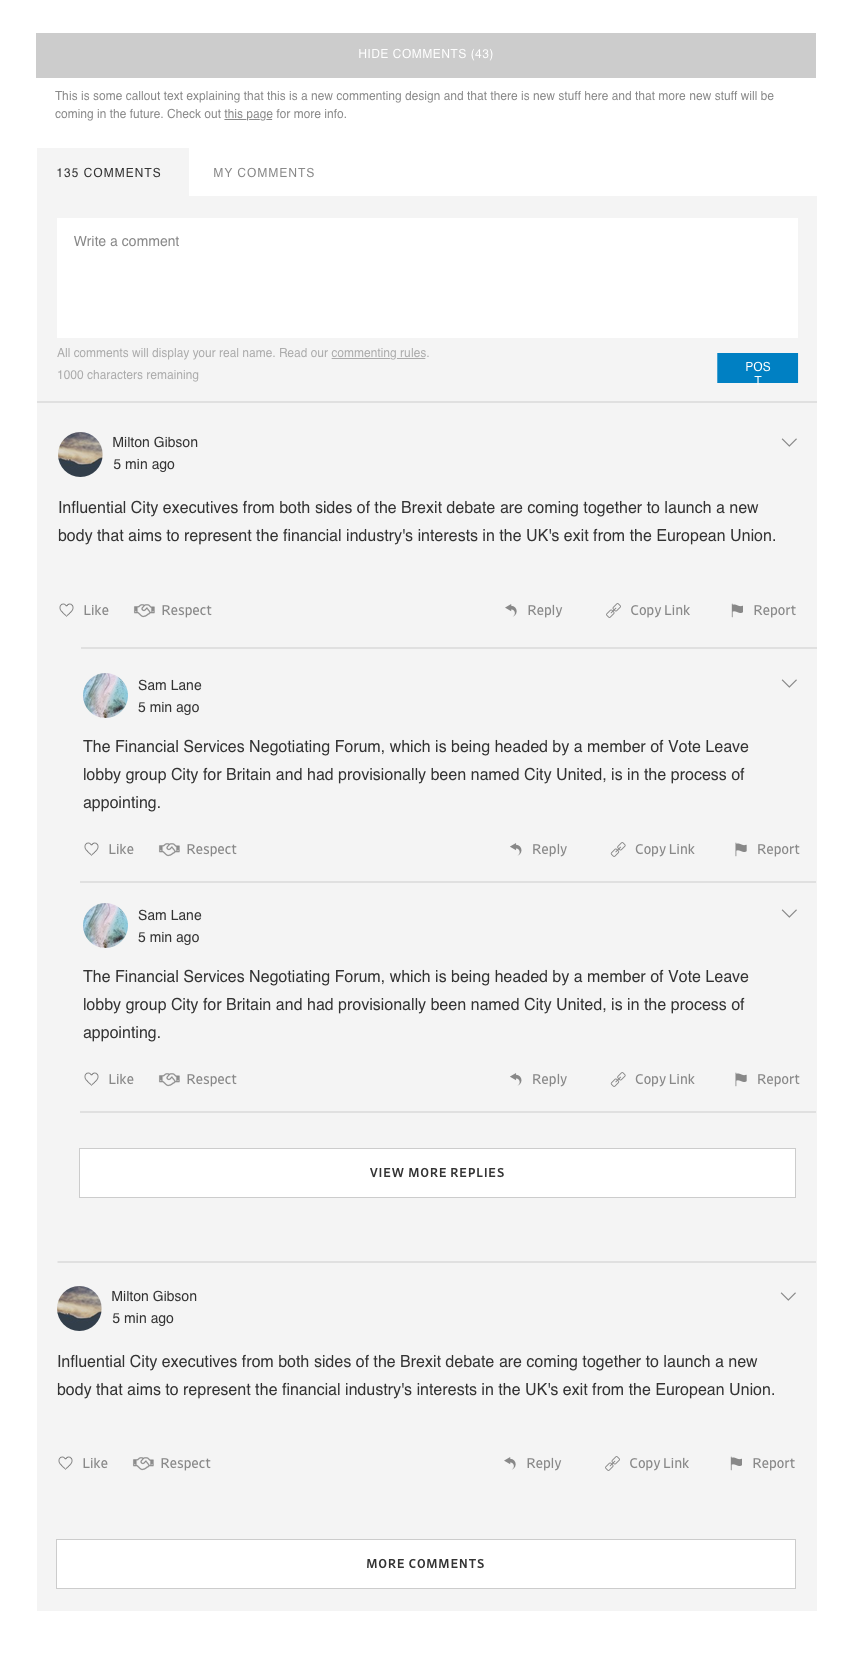 HIDE COMMENTS (43)
This is some callout text explaining that this is a new commenting design and that there is new stuff here and that more new stuff will be
coming in the future. Check out this page for more info.
135 COMMENTS MY COMMENTS
Write a comment
All comments will display your real name. Read our commenting rules.
1000 characters remaining
POS
T
Milton Gibson
5 min ago
Influential City executives from both sides of the Brexit debate are coming together to launch a new
body that aims to represent the financial industry's interests in the UK's exit from the European Union.
Like Respect Reply Copy Link Report
Sam Lane
5 min ago
The Financial Services Negotiating Forum, which is being headed by a member of Vote Leave
lobby group City for Britain and had provisionally been named City United, is in the process of
appointing.
Like Respect Reply Copy Link Report
Sam Lane
5 min ago
The Financial Services Negotiating Forum, which is being headed by a member of Vote Leave
lobby group City for Britain and had provisionally been named City United, is in the process of
appointing.
Like Respect Reply Copy Link Report
VIEW MORE REPLIES
Milton Gibson
5 min ago
Influential City executives from both sides of the Brexit debate are coming together to launch a new
body that aims to represent the financial industry's interests in the UK's exit from the European Union.
Like Respect Reply Copy Link Report
MORE COMMENTS